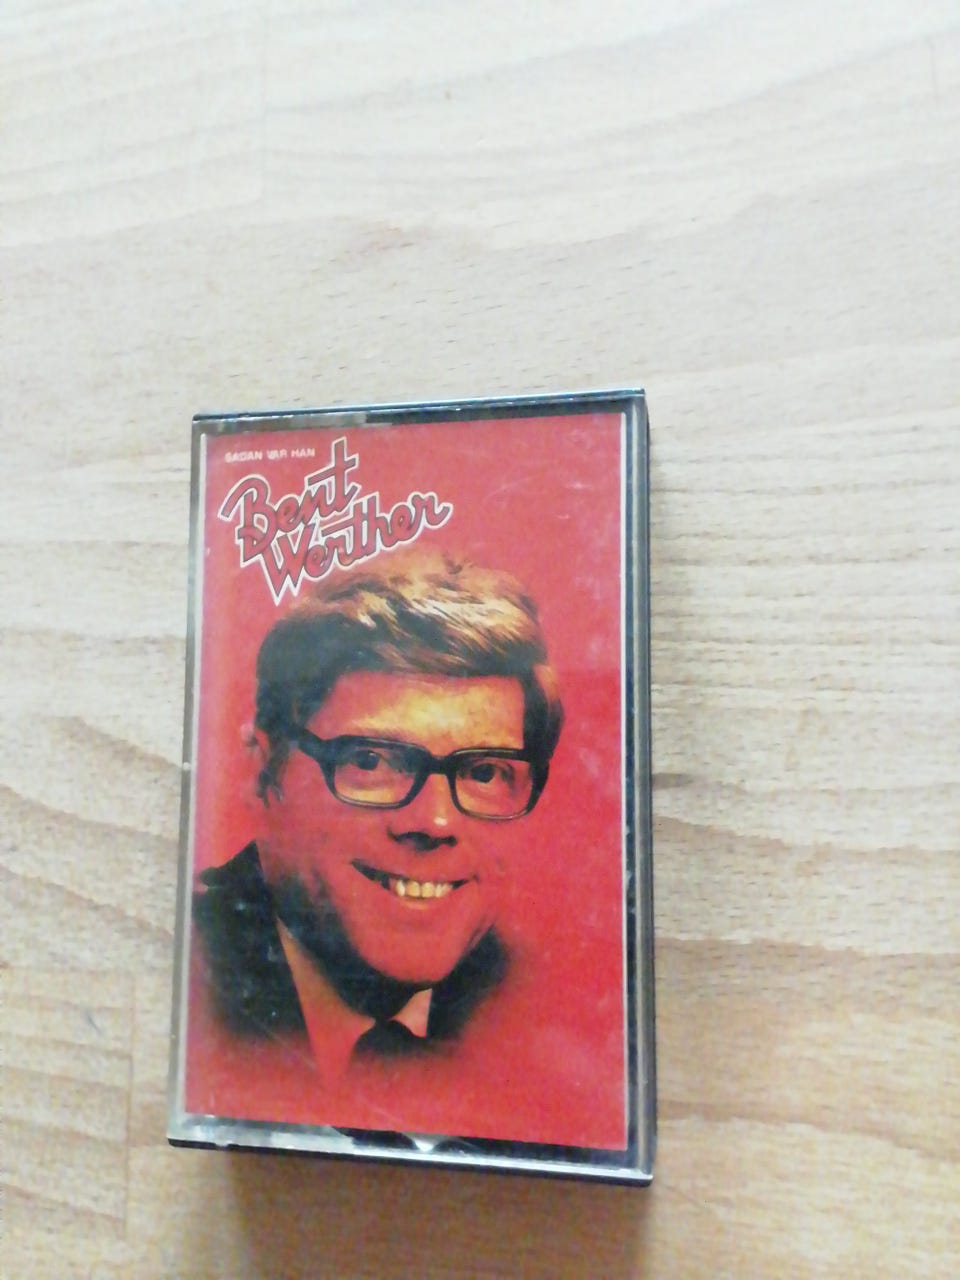 SÅDAN VAR HAN
Bent
Werther